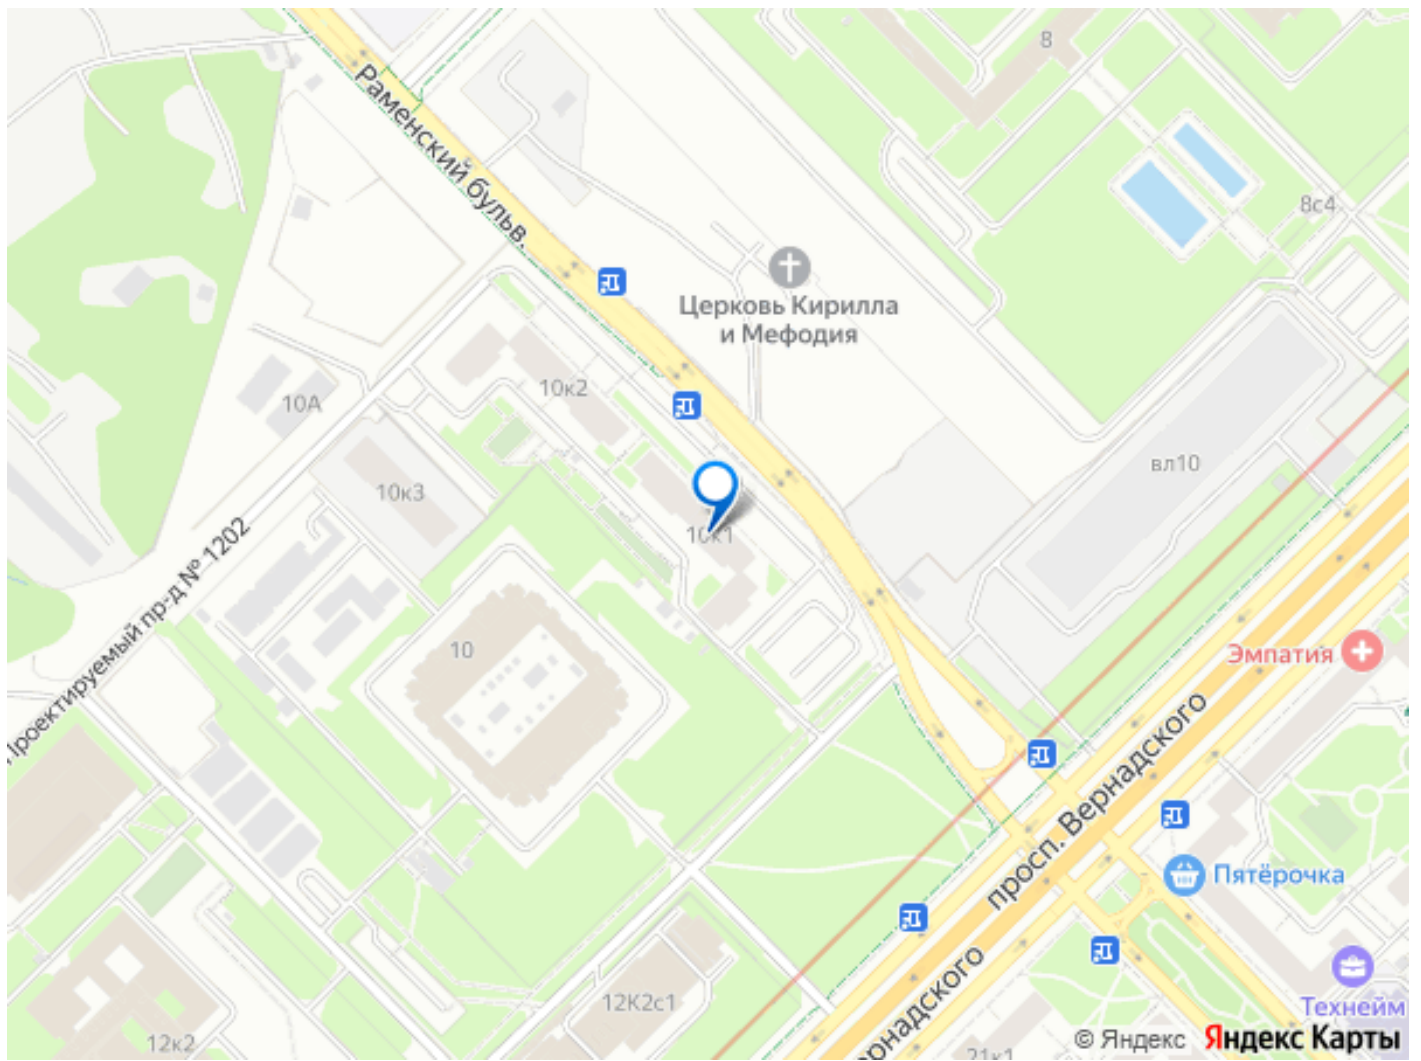 8
Раменский бульв.
8с4
Церковь Кирилла
и Мефодия
10к2
10А
вл10
10к3
10к1
Проектируемый пр-д № 1202
10
Эмпатия
просп. Вернадского
Пятёрочка
12К2с1
Технейм
12к2
21к1
© Яндекс Яндекс Карты